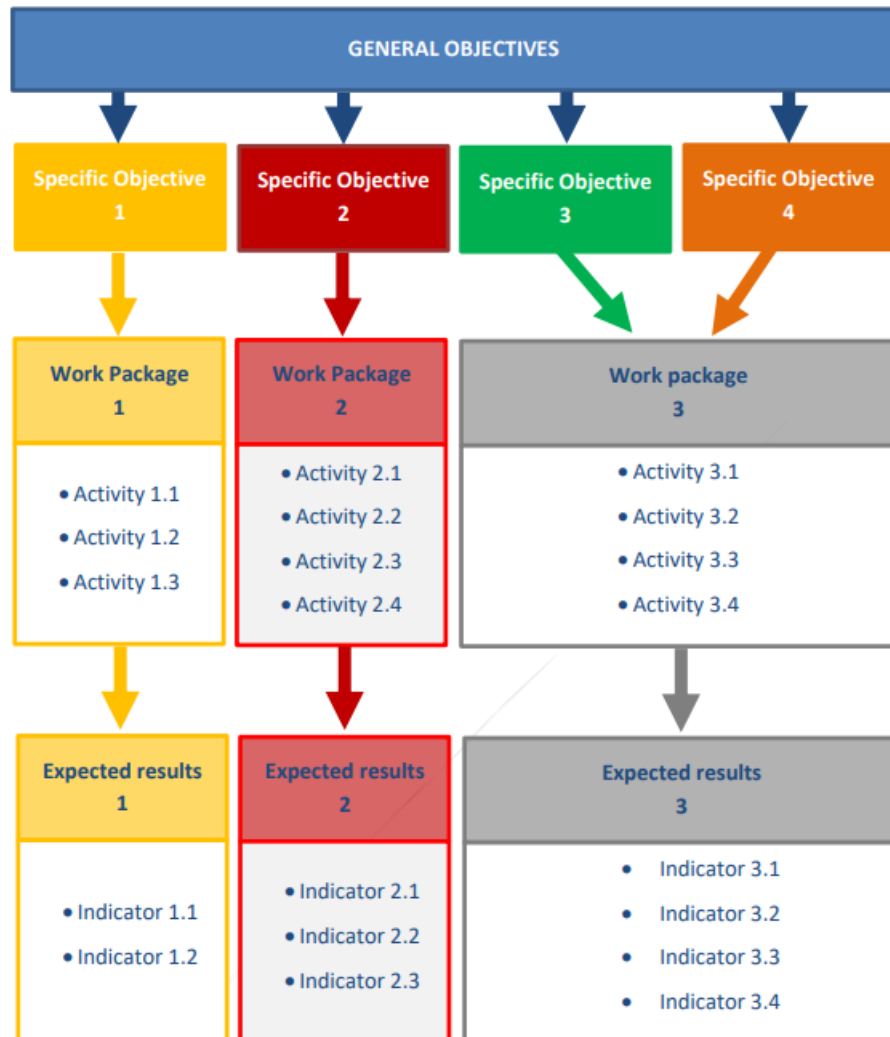 GENERAL OBJECTIVES
Specific Objective
1
Specific Objective
2
Specific Objective
3
Specific Objective
4
Work Package
1
Work Package
2
Work package
3
• Activity 1.1
• Activity 1.2
• Activity 1.3
• Activity 2.1
• Activity 2.2
• Activity 2.3
• Activity 2.4
• Activity 3.1
• Activity 3.2
• Activity 3.3
• Activity 3.4
Expected results
1
Expected results
2
Expected results
3
• Indicator 1.1
• Indicator 1.2
• Indicator 2.1
• Indicator 2.2
• Indicator 2.3
• Indicator 3.1
• Indicator 3.2
• Indicator 3.3
• Indicator 3.4